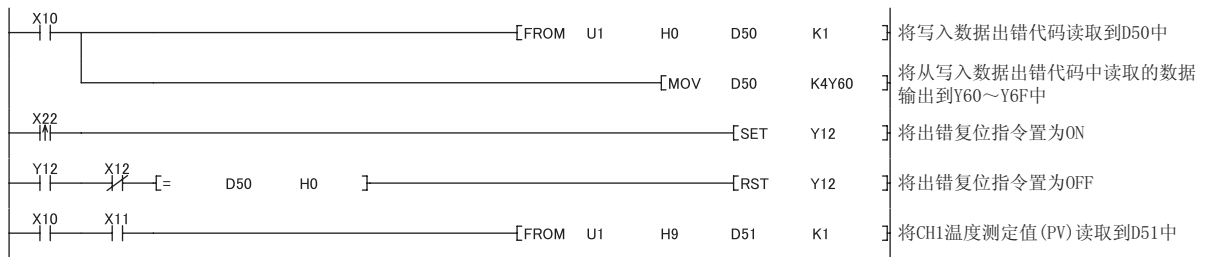 X10
[FROM U1 H0 D50 K1 ] 将写入数据出错代码读取到D50中
[MOV D50 K4Y60 ] 将从写入数据出错代码中读取的数据
输出到Y60～Y6F中
X22
[SET Y12 ] 将出错复位指令置为ON
Y12 X12
[= D50 H0 ] [RST Y12 ] 将出错复位指令置为OFF
X10 X11
[FROM U1 H9 D51 K1 ] 将CH1温度测定值(PV)读取到D51中